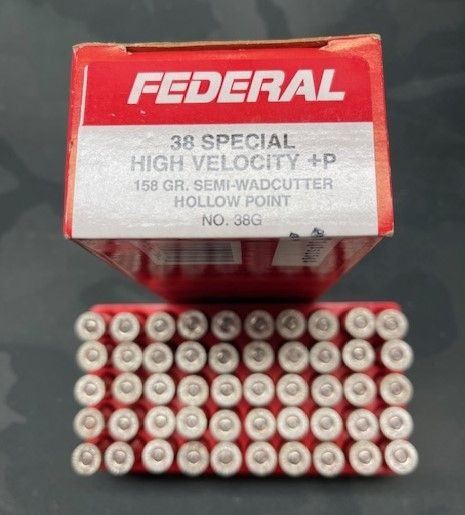 FEDERAL
38 SPECIAL
HIGH VELOCITY +P
158 GR. SEMI-WADCUTTER
HOLLOW POINT
NO. 38G